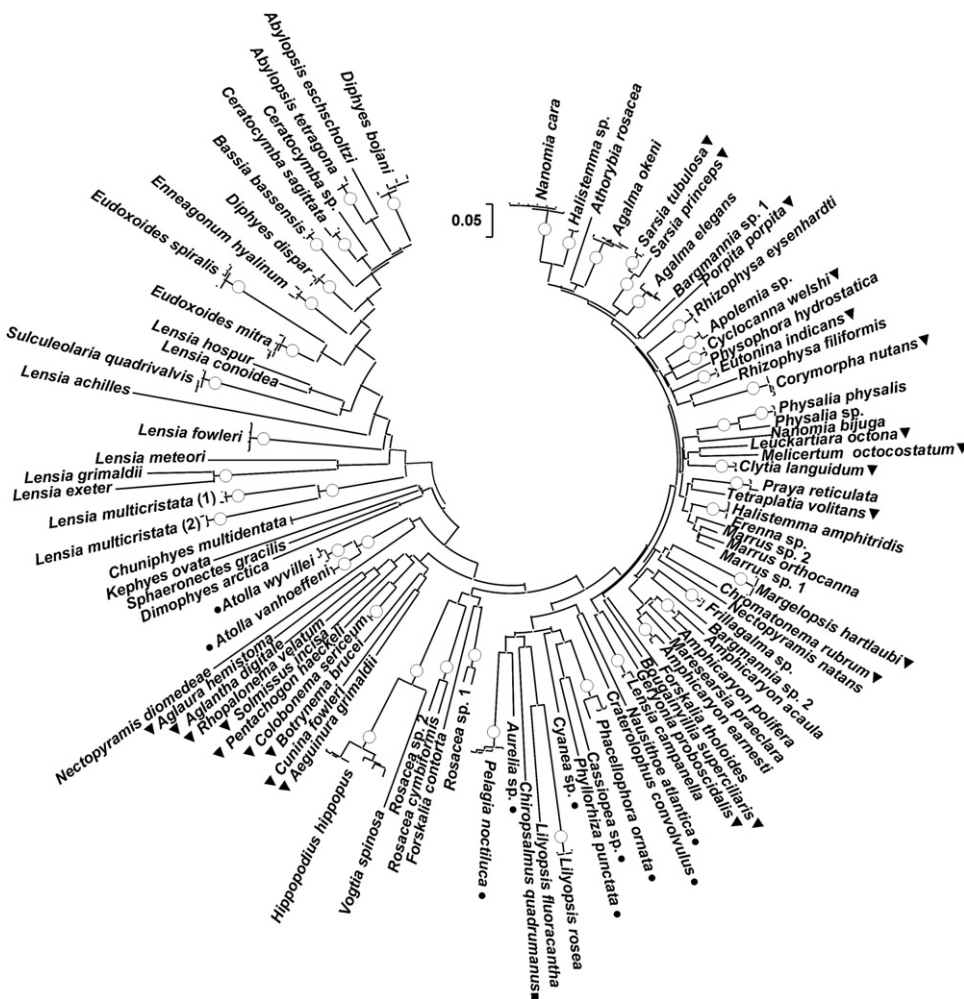 Nanomia cara
Halistemma sp.
Athorybia rosacea
Agalma okeni
Sarsia tubulosa▼
Sarsia princeps▼
Agalma elegans
Bargmannia sp. 1
Porpita porpita▼
Rhizophysa eysenhardti
Apolemia sp.
Cyclocanna welshi▼
Physophora hydrostatica
Eutonina indicans▼
Rhizophysa filiformis
Corymorpha nutans▼
Physalia physalis
Physalia sp.
Nanomia bijuga
Leuckartiara octona▼
Melicertum octocostatum▼
Clytia languidum▼
Praya reticulata
Tetraplatia volitans▼
Halistemma amphitridis
Erenna sp.
Marrus sp. 2
Marrus orthocanna
Marrus sp. 1
Margelopsis hartlaubi▼
Chromatonema rubrum▼
Nectopyramis natans
Frillagalma sp.
Bargmannia sp. 2
Amphicaryon acaula
Amphicaryon polifera
Maresearsia praeclara
Amphicaryon earnesti
Forskalia tholoides
Bougainvillia superciliaris▼
Geryonia proboscidalis▼
Lensia campanella
Nausithoe atlantica●
Craterolophus convolvulus●
Phacellophora ornata●
Cassiopea sp.●
Phyllorhiza punctata●
Cyanea sp.●
Lilyopsis rosea
Lilyopsis fluoracantha
Chiropsalmus quadrumanus■
Aurelia sp.●
Pelagia noctiluca●
Rosacea sp. 1
Forskalia contorta
Rosacea cymbiformis
Rosacea sp. 2
Vogtia spinosa
Hippopodius hippopus
▼Aegumura grimaldii
▼Cunina fowleri
▼Botrynema brucei
▼Colobonema sericeum
▼Pentachogon haeckeli
▼Solmissus incisa
▼Rhopalonema velatum
▼Aglantha digitale
▼Aglaura hemistoma
Nectopyramis diomedeae
●Atolla vanhoeffeni
●Atolla wyvillei
Dimophyes arctica
Sphaeronectes gracilis
Kephyes ovata
Chuniphyes multidentata
Lensia multicristata (2)
Lensia multicristata (1)
Lensia exeter
Lensia grimaldii
Lensia meteori
Lensia fowleri
Lensia achilles
Sulculeolaria quadrivalvis
Lensia conoidea
Lensia hospur
Eudoxoides mitra
Eudoxoides spiralis
Enneagonum hyalinum
Diphyes dispar
Bassia bassensis
Ceratocymba sagittata
Ceratocymba sp.
Abylopsis tetragona
Abylopsis eschscholtzi
Diphyes bojani
0.05